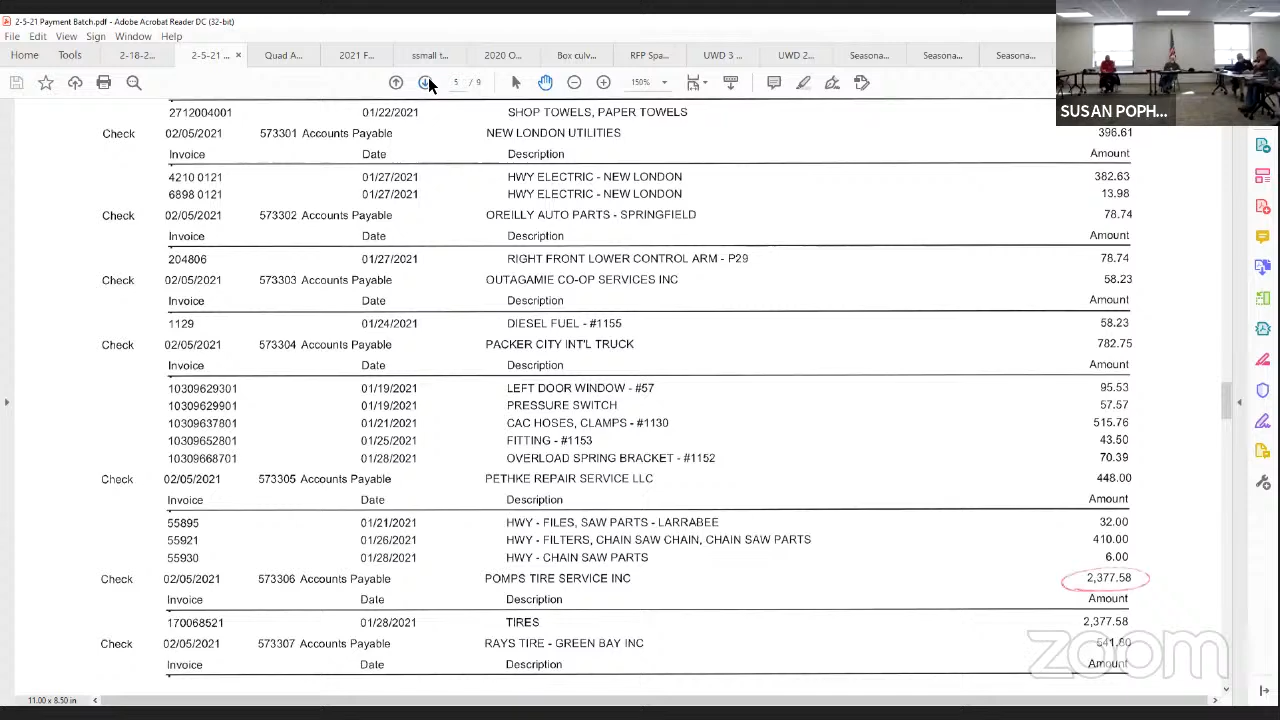 2-5-21 Payment Batch.pdf - Adobe Acrobat Reader DC (32-bit)
File Edit View Sign Window Help
Home Tools 2-18-2... 2-5-21 ... × Quad A... 2021 F... ssmall t... 2020 O... Box culv... RFP Spa... UWD 3 ... UWD 2... Seasona... Seasona... Seasona...
5 / 9 150%
SUSAN POPH...
2712004001 01/22/2021 SHOP TOWELS, PAPER TOWELS
Check 02/05/2021 573301 Accounts Payable NEW LONDON UTILITIES 396.61
Invoice Date Description Amount
4210 0121 01/27/2021 HWY ELECTRIC - NEW LONDON 382.63
6898 0121 01/27/2021 HWY ELECTRIC - NEW LONDON 13.98
Check 02/05/2021 573302 Accounts Payable OREILLY AUTO PARTS - SPRINGFIELD 78.74
Invoice Date Description Amount
204806 01/27/2021 RIGHT FRONT LOWER CONTROL ARM - P29 78.74
Check 02/05/2021 573303 Accounts Payable OUTAGAMIE CO-OP SERVICES INC 58.23
Invoice Date Description Amount
1129 01/24/2021 DIESEL FUEL - #1155 58.23
Check 02/05/2021 573304 Accounts Payable PACKER CITY INT'L TRUCK 782.75
Invoice Date Description Amount
10309629301 01/19/2021 LEFT DOOR WINDOW - #57 95.53
10309629901 01/19/2021 PRESSURE SWITCH 57.57
10309637801 01/21/2021 CAC HOSES, CLAMPS - #1130 515.76
10309652801 01/25/2021 FITTING - #1153 43.50
10309668701 01/28/2021 OVERLOAD SPRING BRACKET - #1152 70.39
Check 02/05/2021 573305 Accounts Payable PETHKE REPAIR SERVICE LLC 448.00
Invoice Date Description Amount
55895 01/21/2021 HWY - FILES, SAW PARTS - LARRABEE 32.00
55921 01/26/2021 HWY - FILTERS, CHAIN SAW CHAIN, CHAIN SAW PARTS 410.00
55930 01/28/2021 HWY - CHAIN SAW PARTS 6.00
Check 02/05/2021 573306 Accounts Payable POMPS TIRE SERVICE INC 2,377.58
Invoice Date Description Amount
170068521 01/28/2021 TIRES 2,377.58
Check 02/05/2021 573307 Accounts Payable RAYS TIRE - GREEN BAY INC 541.80
Invoice Date Description Amount
zoom
11.00 x 8.50 in